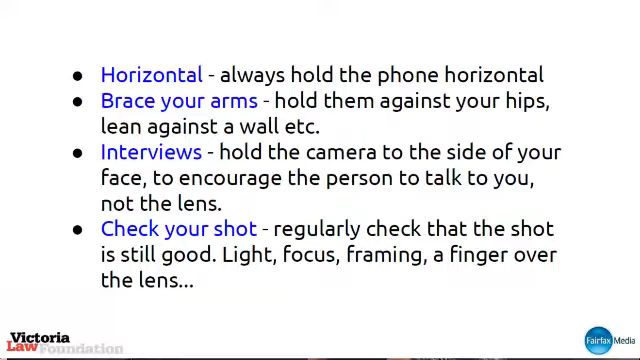 ● Horizontal - always hold the phone horizontal
● Brace your arms - hold them against your hips,
lean against a wall etc.
● Interviews - hold the camera to the side of your
face, to encourage the person to talk to you,
not the lens.
● Check your shot - regularly check that the shot
is still good. Light, focus, framing, a finger over
the lens...
Victoria
Law Foundation
Fairfax Media